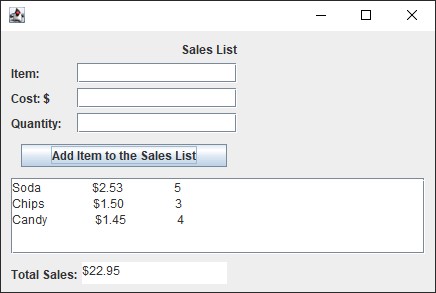 Sales List
Item:
Cost: $
Quantity:
Add Item to the Sales List
Soda $2.53 5
Chips $1.50 3
Candy $1.45 4
Total Sales: $22.95